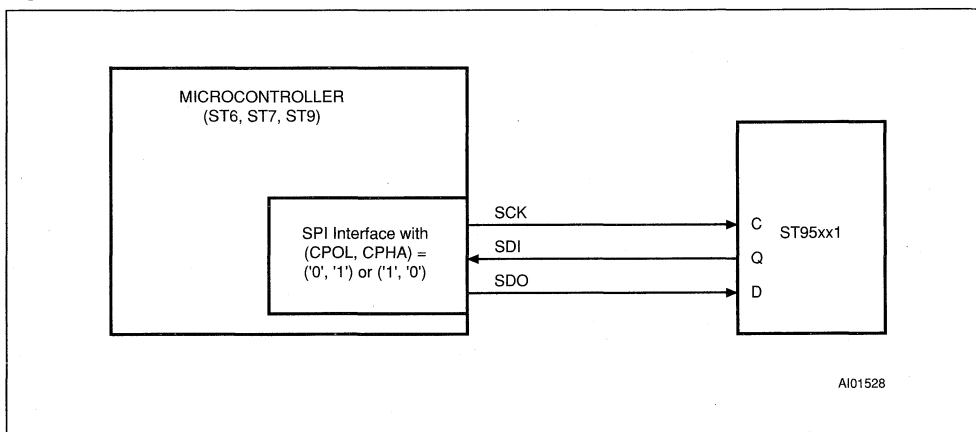 MICROCONTROLLER
(ST6, ST7, ST9)
SPI Interface with
(CPOL, CPHA) =
('0', '1') or ('1', '0')
SCK
SDI
SDO
C
Q
D
ST95xx1
AI01528